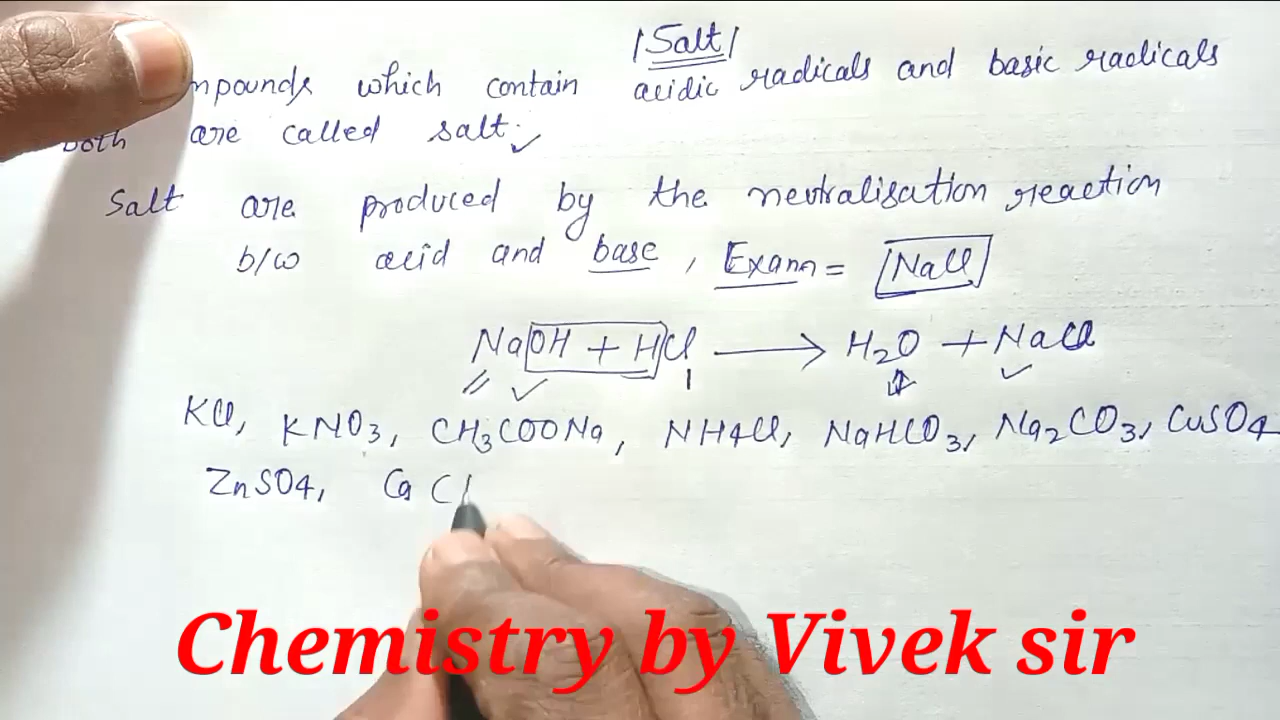 |Salt|
mpounds which contain acidic radicals and basic radicals
both are called salt.
Salt are produced by the neutralisation reaction
b/w acid and base, Exam = NaCl
NaOH + HCl → H2O + NaCl
KCl, KNO3, CH3COONa, NH4Cl, NaHCO3, Na2CO3, CuSO4
ZnSO4, Ca Cl
Chemistry by Vivek sir